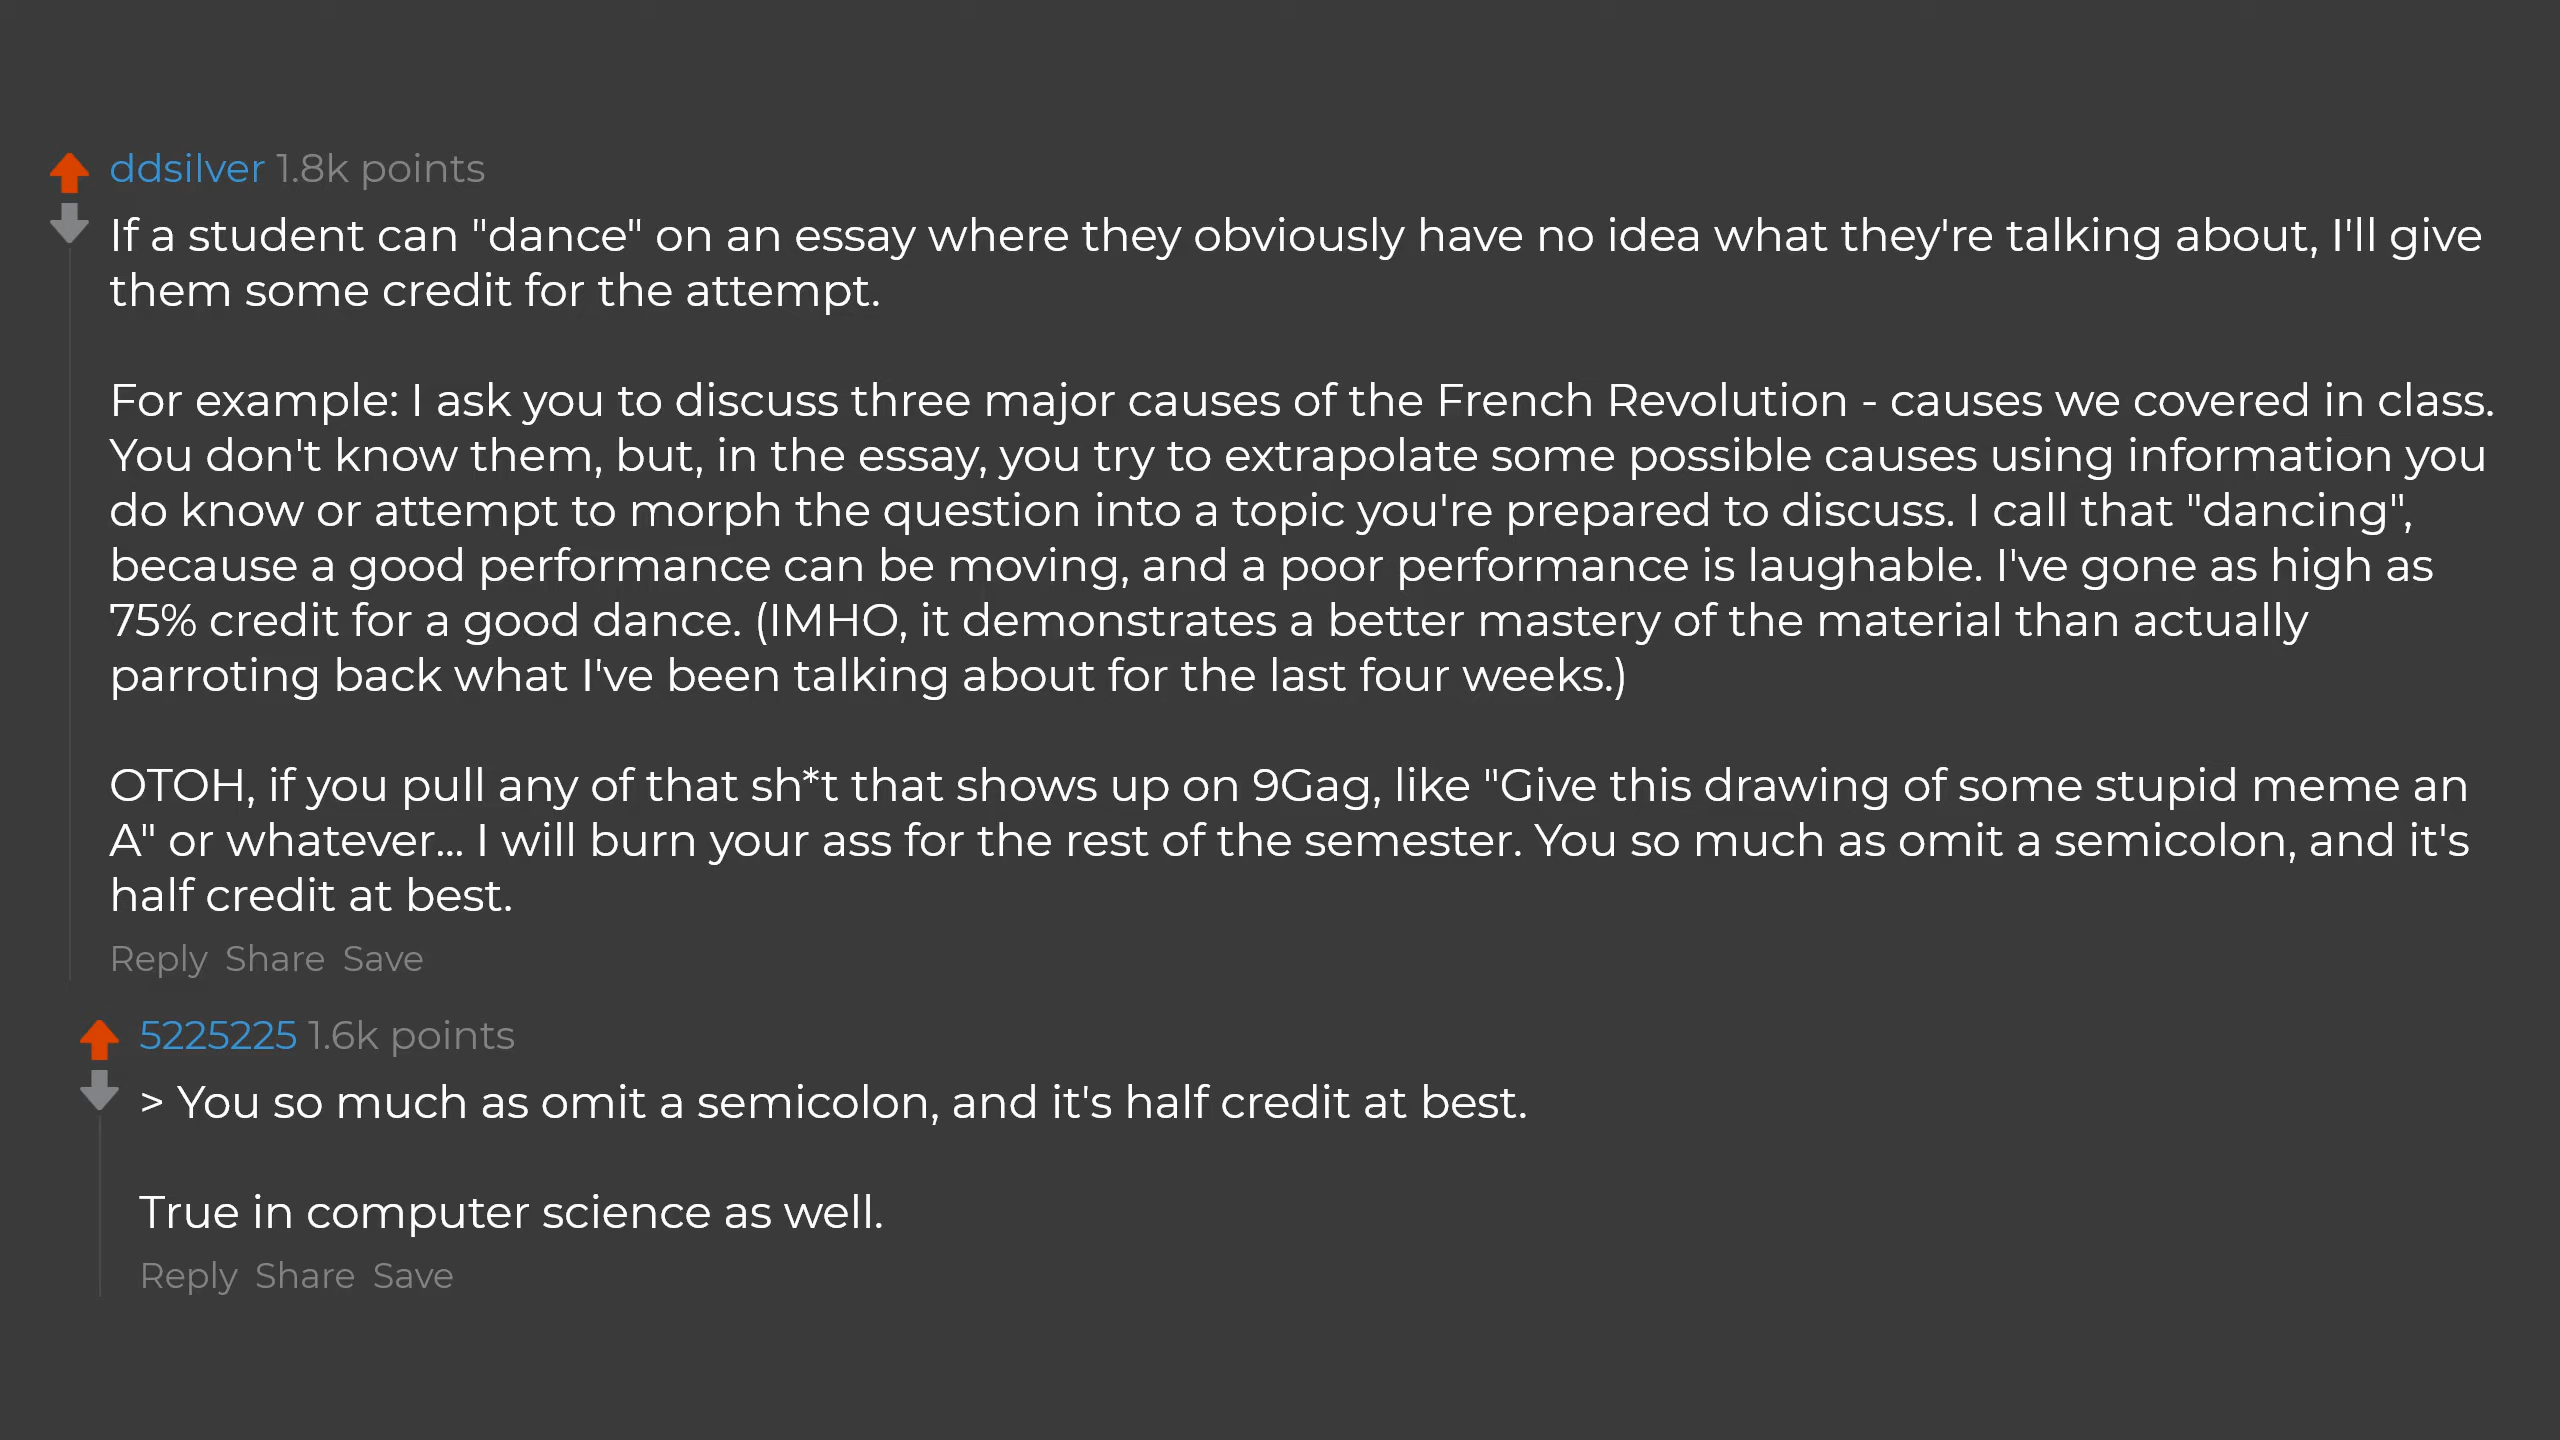 ddsilver 1.8k points
If a student can "dance" on an essay where they obviously have no idea what they're talking about, I'll give
them some credit for the attempt.
For example: I ask you to discuss three major causes of the French Revolution - causes we covered in class.
You don't know them, but, in the essay, you try to extrapolate some possible causes using information you
do know or attempt to morph the question into a topic you're prepared to discuss. I call that "dancing",
because a good performance can be moving, and a poor performance is laughable. I've gone as high as
75% credit for a good dance. (IMHO, it demonstrates a better mastery of the material than actually
parroting back what I've been talking about for the last four weeks.)
OTOH, if you pull any of that sh*t that shows up on 9Gag, like "Give this drawing of some stupid meme an
A" or whatever... I will burn your ass for the rest of the semester. You so much as omit a semicolon, and it's
half credit at best.
Reply Share Save
5225225 1.6k points
> You so much as omit a semicolon, and it's half credit at best.
True in computer science as well.
Reply Share Save